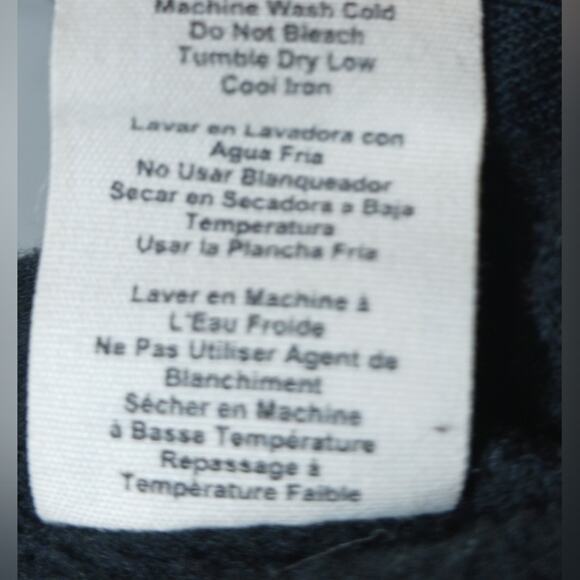 Machine Wash Cold
Do Not Bleach
Tumble Dry Low
Cool Iron
Lavar en Lavadora con
Agua Fria
No Usar Blanqueador
Secar en Secadora a Baja
Temperatura
Usar la Plancha Fria
Laver en Machine à
L'Eau Froide
Ne Pas Utiliser Agent de
Blanchiment
Sécher en Machine
à Basse Température
Repassage à
Température Faible